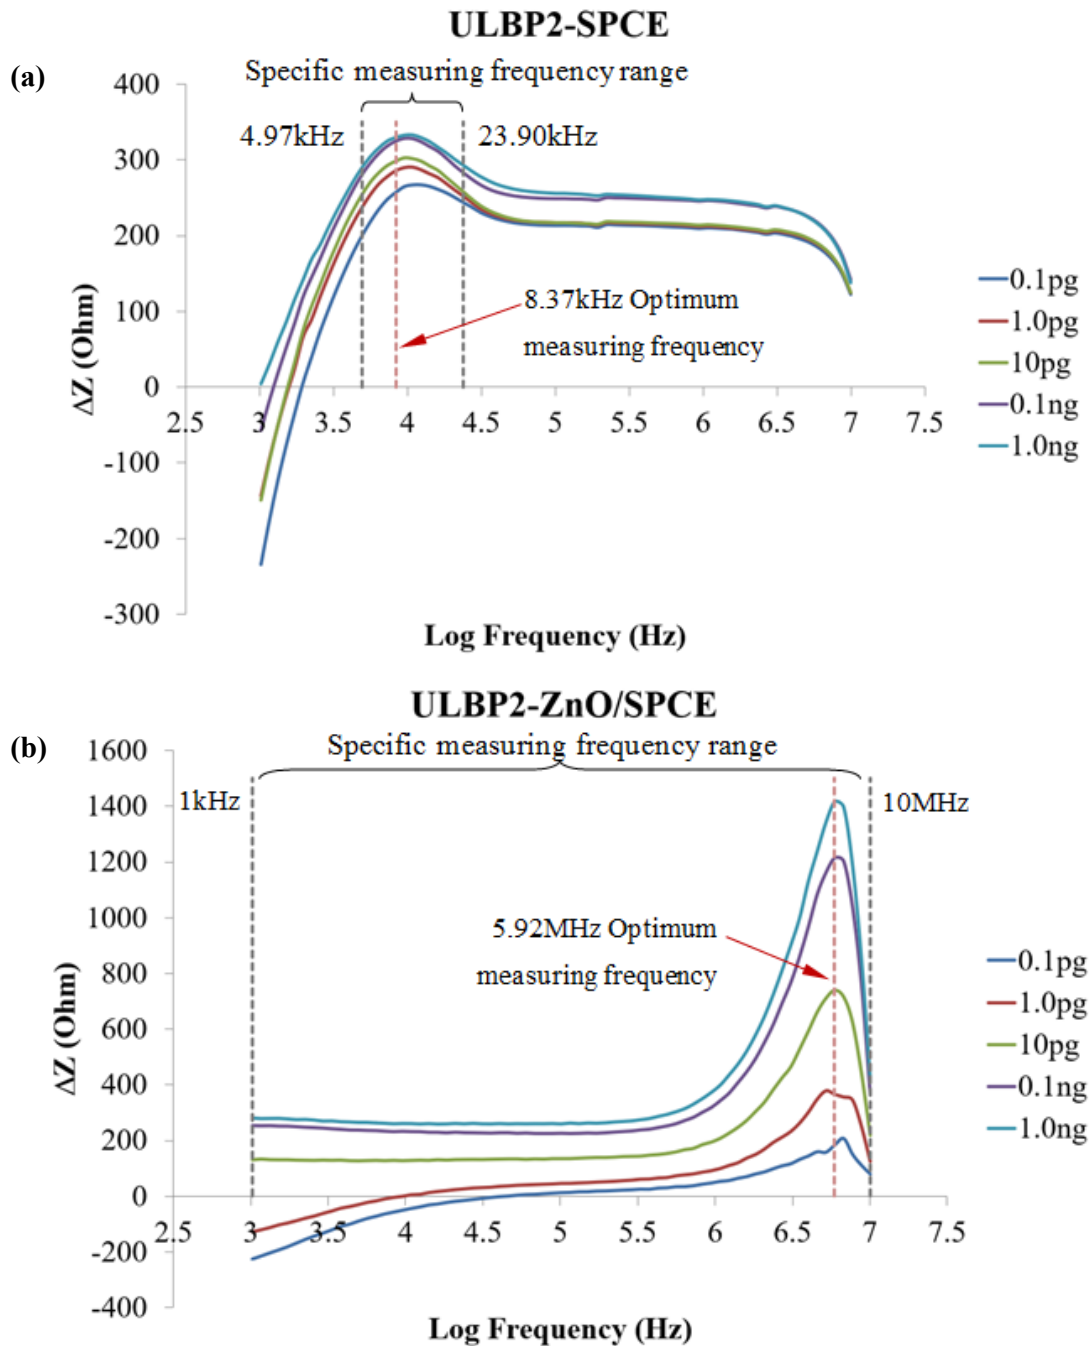 ULBP2-SPCE
(a)
Specific measuring frequency range
400
4.97kHz
23.90kHz
300
200
100
0
-100
-200
-300
8.37kHz Optimum
measuring frequency
ΔZ (Ohm)
2.5 3 3.5 4 4.5 5 5.5 6 6.5 7 7.5
0.1pg
1.0pg
10pg
0.1ng
1.0ng
Log Frequency (Hz)
ULBP2-ZnO/SPCE
(b)
Specific measuring frequency range
1600
1kHz
10MHz
1400
1200
1000
800
600
400
200
0
-200
-400
5.92MHz Optimum
measuring frequency
ΔZ (Ohm)
2.5 3 3.5 4 4.5 5 5.5 6 6.5 7 7.5
0.1pg
1.0pg
10pg
0.1ng
1.0ng
Log Frequency (Hz)